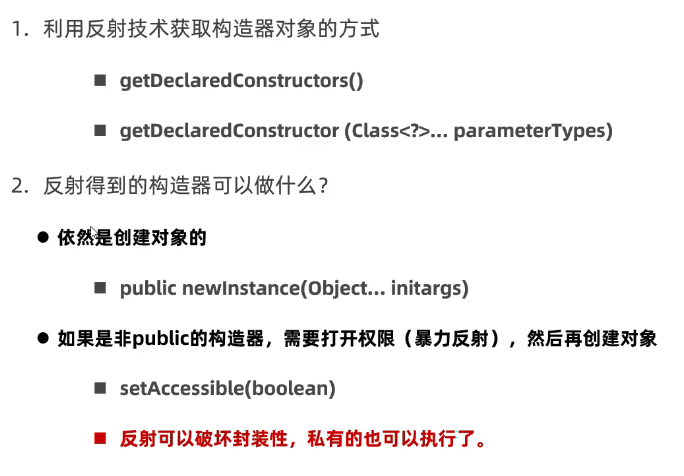 1. 利用反射技术获取构造器对象的方式
■ getDeclaredConstructors()
■ getDeclaredConstructor (Class<?>... parameterTypes)
2. 反射得到的构造器可以做什么？
● 依然是创建对象的
■ public newInstance(Object... initargs)
● 如果是非public的构造器，需要打开权限（暴力反射），然后再创建对象
■ setAccessible(boolean)
■ 反射可以破坏封装性，私有的也可以执行了。